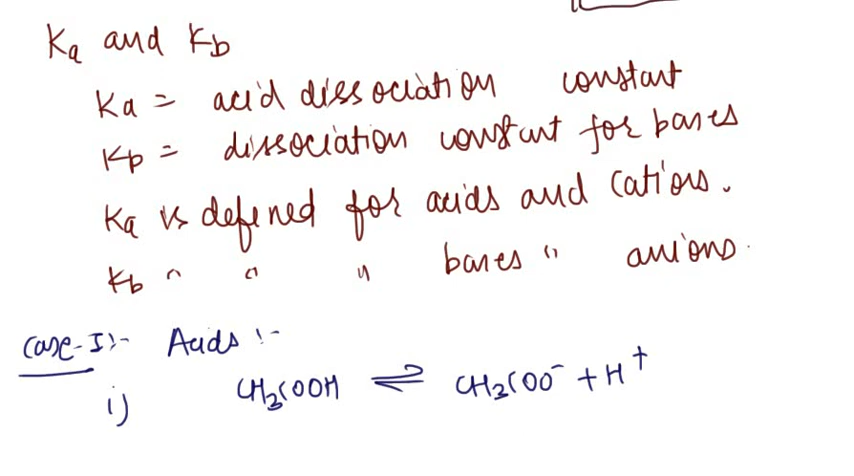 Ka and Kb
Ka = acid dissociation constant
Kb = dissociation constant for bases
Ka is defined for acids and cations.
Kb " " " bases " anions.
Case-I:- Acids :-
i) CH3COOH ⇌ CH3COO⁻ + H⁺